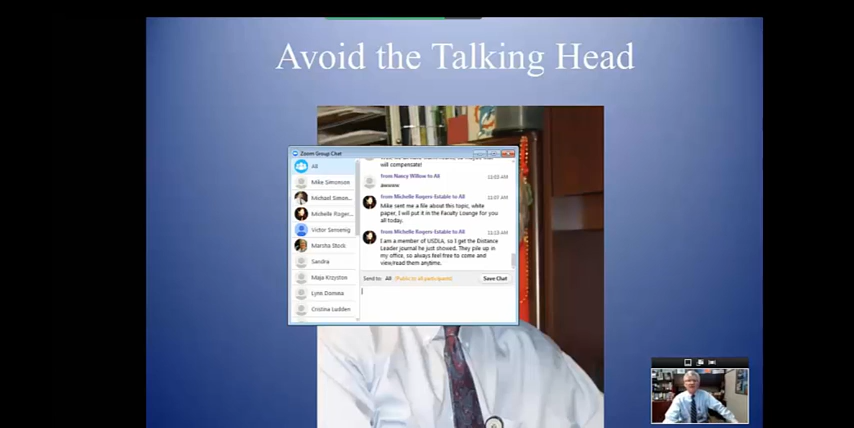 Avoid the Talking Head
Zoom Group Chat
All
Mike Simonson
Michael Simon...
Michelle Roger...
Victor Sensenig
Marsha Stock
Sandra
Maja Krzystov
Lynn Domina
Cristina Ludden
will compensate!
from Nancy Willow to All
11:03 AM
awwww
from Michelle Rogers-Estable to All
11:07 AM
Mike sent me a file about this topic, white
paper, I will put it in the Faculty Lounge for you
all today.
from Michelle Rogers-Estable to All
11:13 AM
I am a member of USDLA, so I get the Distance
Leader journal he just showed. They pile up in
my office, so always feel free to come and
view/read them anytime.
Send to: All (Public to all participants)
Save Chat